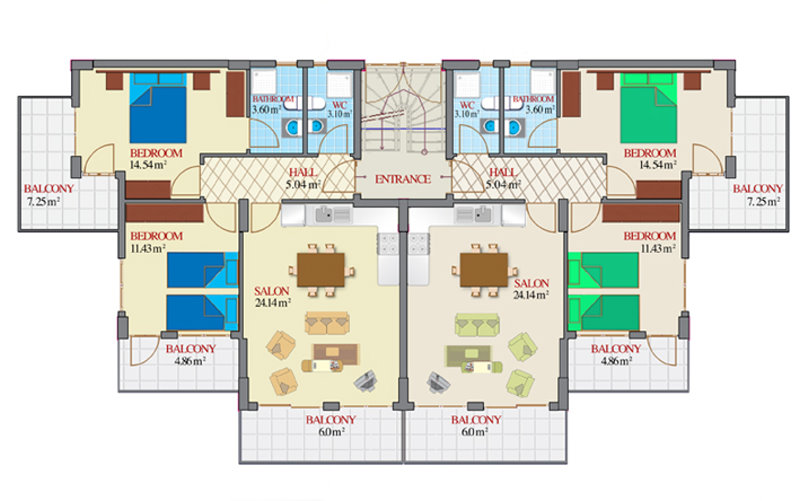 BATHROOM
3.60 m²
WC
3.10 m²
WC
3.10 m²
BATHROOM
3.60 m²
BEDROOM
14.54 m²
BEDROOM
14.54 m²
HALL
5.04 m²
ENTRANCE
HALL
5.04 m²
BALCONY
7.25 m²
BALCONY
7.25 m²
BEDROOM
11.43 m²
BEDROOM
11.43 m²
SALON
24.14 m²
SALON
24.14 m²
BALCONY
4.86 m²
BALCONY
4.86 m²
BALCONY
6.0 m²
BALCONY
6.0 m²